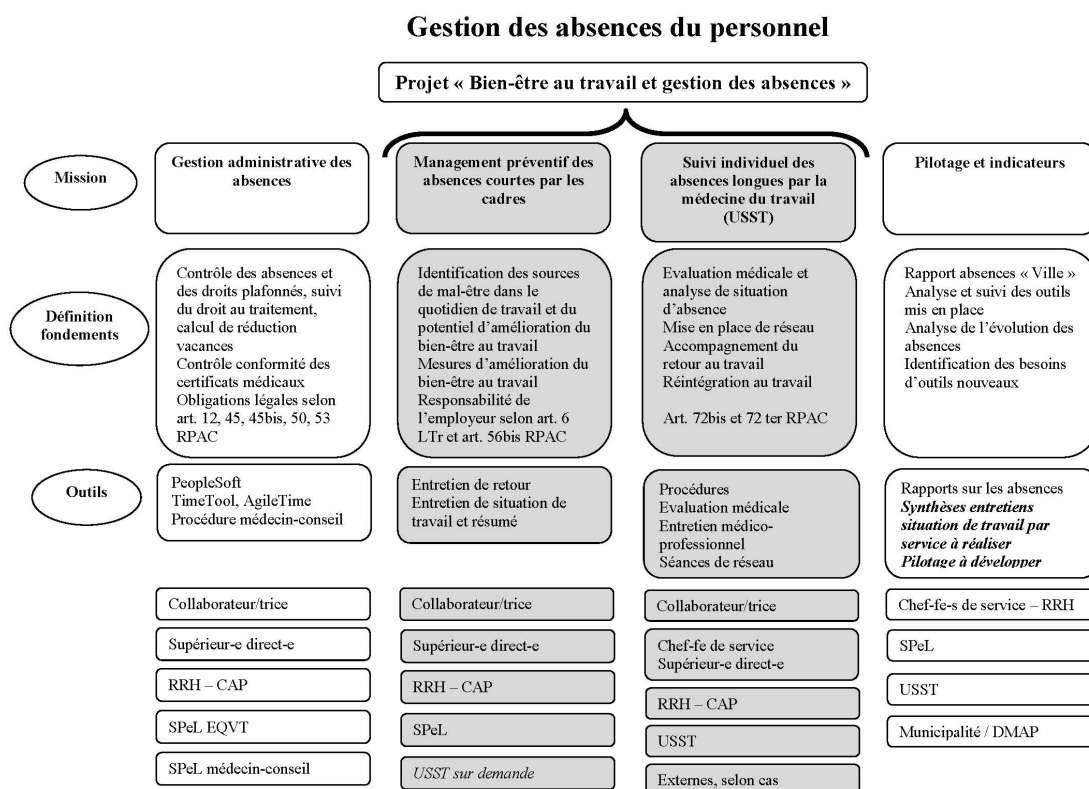 Gestion des absences du personnel
Projet « Bien-être au travail et gestion des absences »
Mission
Gestion administrative des
absences
Management préventif des
absences courtes par les
cadres
Suivi individuel des
absences longues par la
médecine du travail
(USST)
Pilotage et indicateurs
Définition
fondements
Contrôle des absences et
des droits plafonnés, suivi
du droit au traitement,
calcul de réduction
vacances
Contrôle conformité des
certificats médicaux
Obligations légales selon
art. 12, 45, 45bis, 50, 53
RPAC
Identification des sources
de mal-être dans le
quotidien de travail et du
potentiel d’amélioration du
bien-être au travail
Mesures d’amélioration du
bien-être au travail
Responsabilité de
l’employeur selon art. 6
LTr et art. 56bis RPAC
Evaluation médicale et
analyse de situation
d’absence
Mise en place de réseau
Accompagnement du
retour au travail
Réintégration au travail
Art. 72bis et 72 ter RPAC
Rapport absences « Ville »
Analyse et suivi des outils
mis en place
Analyse de l’évolution des
absences
Identification des besoins
d’outils nouveaux
Outils
PeopleSoft
TimeTool, AgileTime
Procédure médecin-conseil
Entretien de retour
Entretien de situation de
travail et résumé
Procédures
Evaluation médicale
Entretien médico-
professionnel
Séances de réseau
Rapports sur les absences
Synthèses entretiens
situation de travail par
service à réaliser
Pilotage à développer
Collaborateur/trice
Supérieur-e direct-e
RRH – CAP
SPeL EQVT
SPeL médecin-conseil
Collaborateur/trice
Supérieur-e direct-e
RRH – CAP
SPeL
USST sur demande
Collaborateur/trice
Chef-fe de service
Supérieur-e direct-e
RRH – CAP
USST
Externes, selon cas
Chef-fe-s de service – RRH
SPeL
USST
Municipalité / DMAP